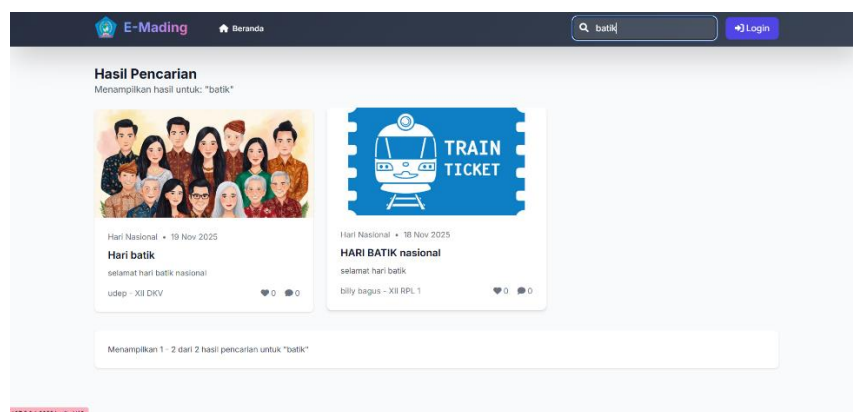 E-Mading
Beranda
batik
Login
Hasil Pencarian
Menampilkan hasil untuk: "batik"
TRAIN
TICKET
Hari Nasional • 19 Nov 2025
Hari batik
selamat hari batik nasional
udep - XII DKV
0 0
Hari Nasional • 18 Nov 2025
HARI BATIK nasional
selamat hari batik
billy bagus - XII RPL 1
0 0
Menampilkan 1 - 2 dari 2 hasil pencarian untuk "batik"